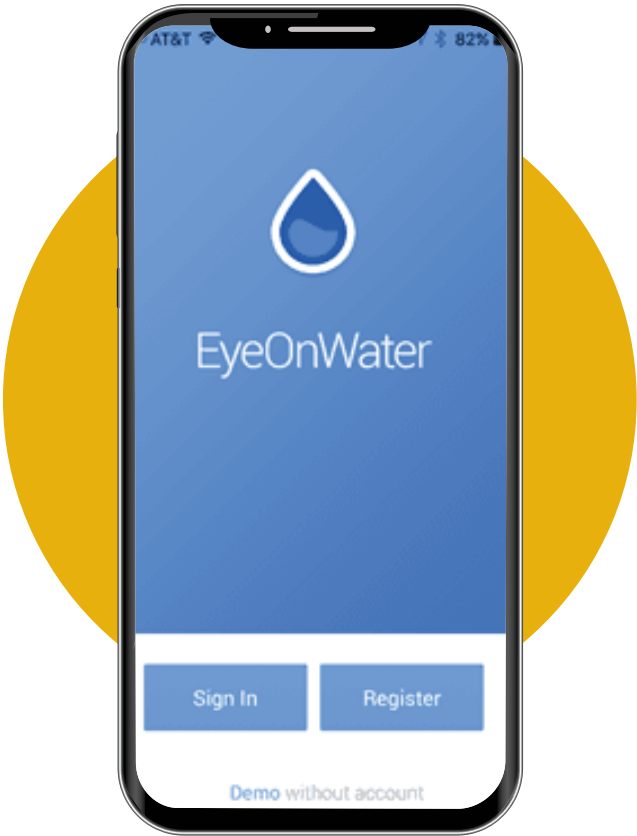 AT&T 82%
EyeOnWater
Sign In Register
Demo without account